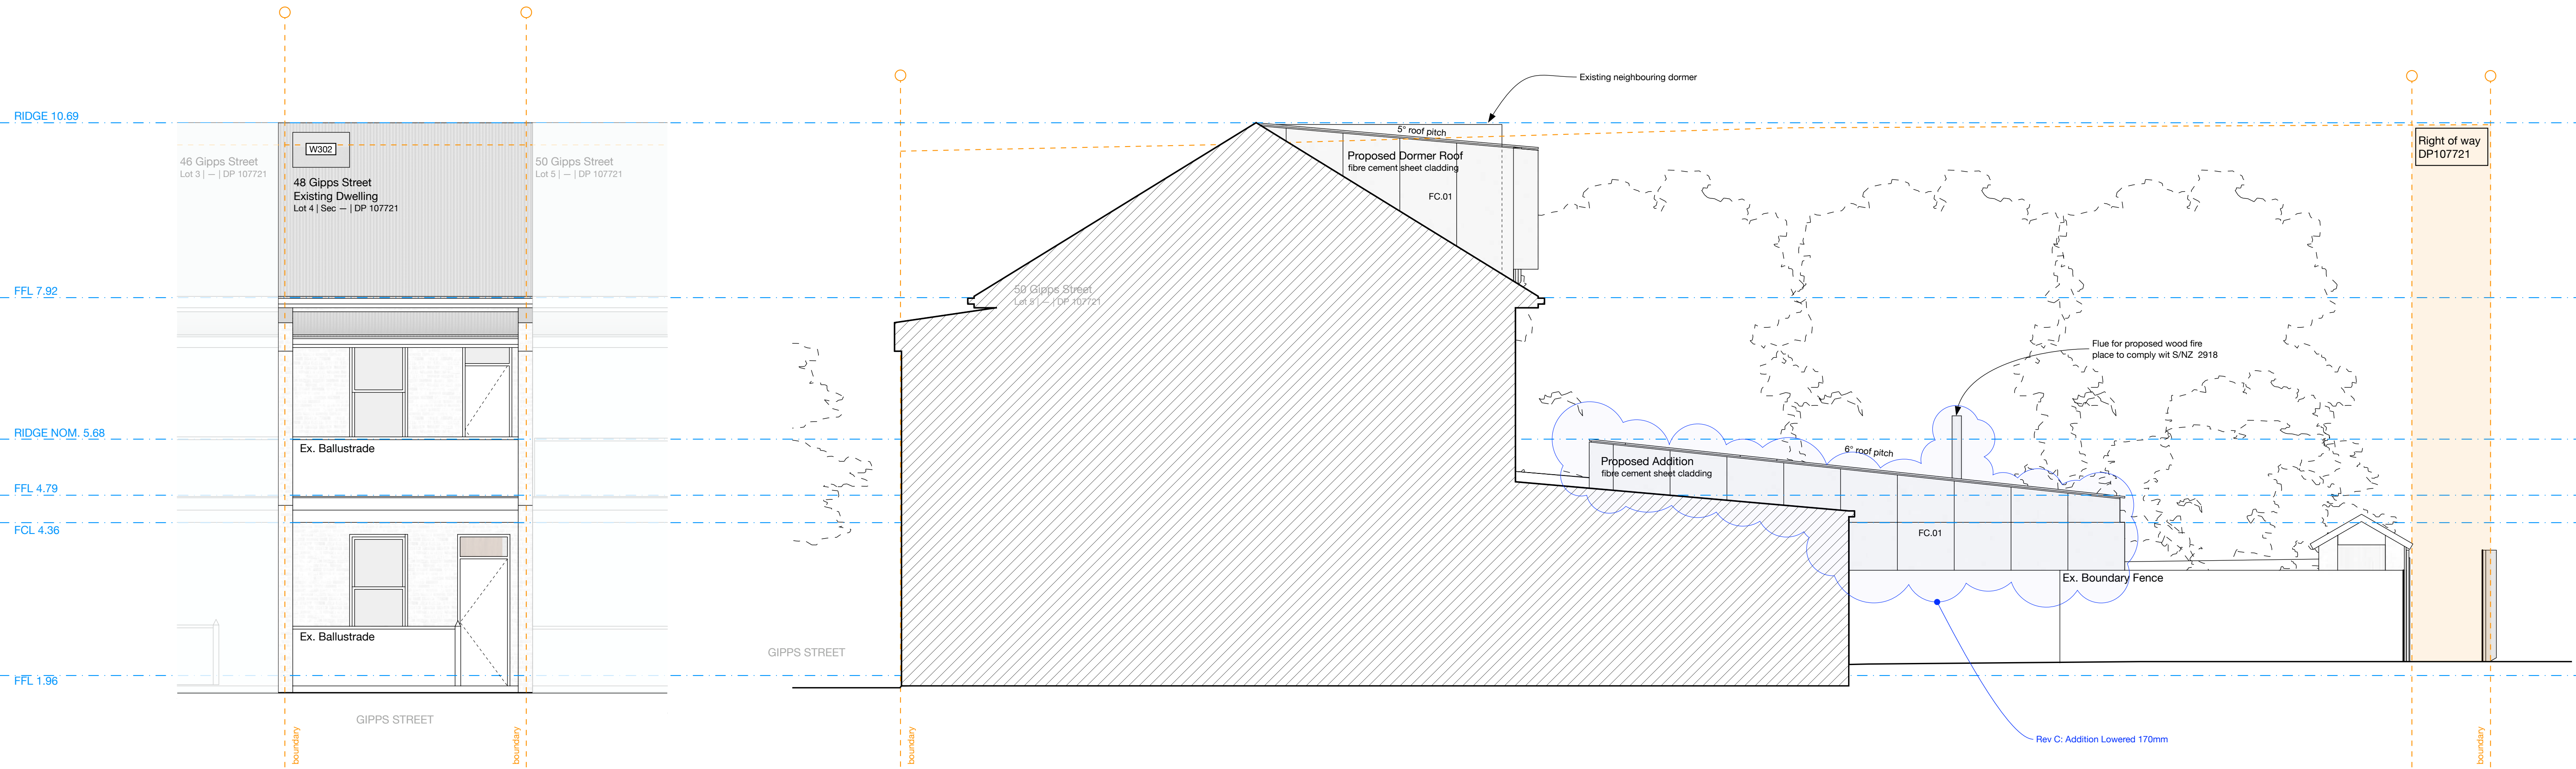 RIDGE 10.69
FFL 7.92
RIDGE NOM. 5.68
FFL 4.79
FCL 4.36
FFL 1.96
46 Gipps Street
Lot 3 | — | DP 107721
W302
48 Gipps Street
Existing Dwelling
Lot 4 | Sec — | DP 107721
50 Gipps Street
Lot 5 | — | DP 107721
Ex. Ballustrade
Ex. Ballustrade
GIPPS STREET
boundary
boundary
GIPPS STREET
boundary
50 Gipps Street
Lot 5 | — | DP 107721
Existing neighbouring dormer
5° roof pitch
Proposed Dormer Roof
fibre cement sheet cladding
FC.01
Flue for proposed wood fire
place to comply wit S/NZ 2918
6° roof pitch
Proposed Addition
fibre cement sheet cladding
FC.01
Ex. Boundary Fence
Rev C: Addition Lowered 170mm
Right of way
DP107721
boundary